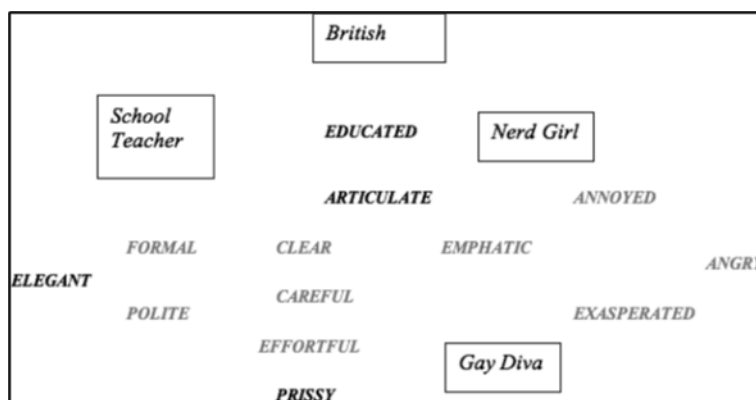 British
School
Teacher
EDUCATED
Nerd Girl
ARTICULATE
ANNOYED
FORMAL
CLEAR
EMPHATIC
ANGRY
ELEGANT
CAREFUL
POLITE
EXASPERATED
EFFORTFUL
Gay Diva
PRISSY